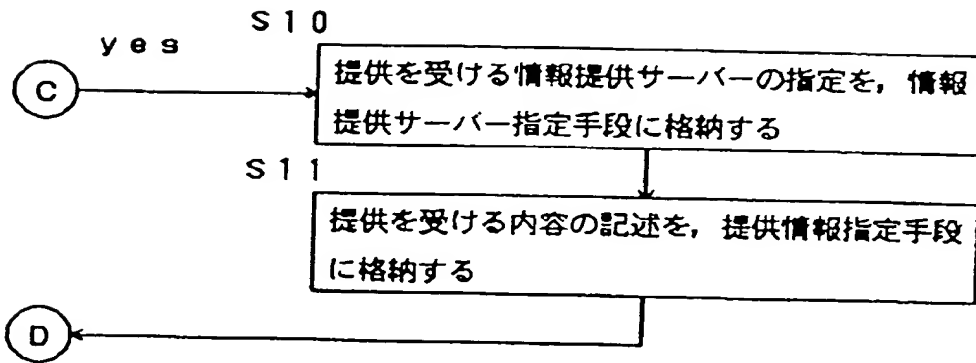 S10
yes
C
提供を受ける情報提供サーバーの指定を,情報
提供サーバー指定手段に格納する
S11
提供を受ける内容の記述を,提供情報指定手段
に格納する
D